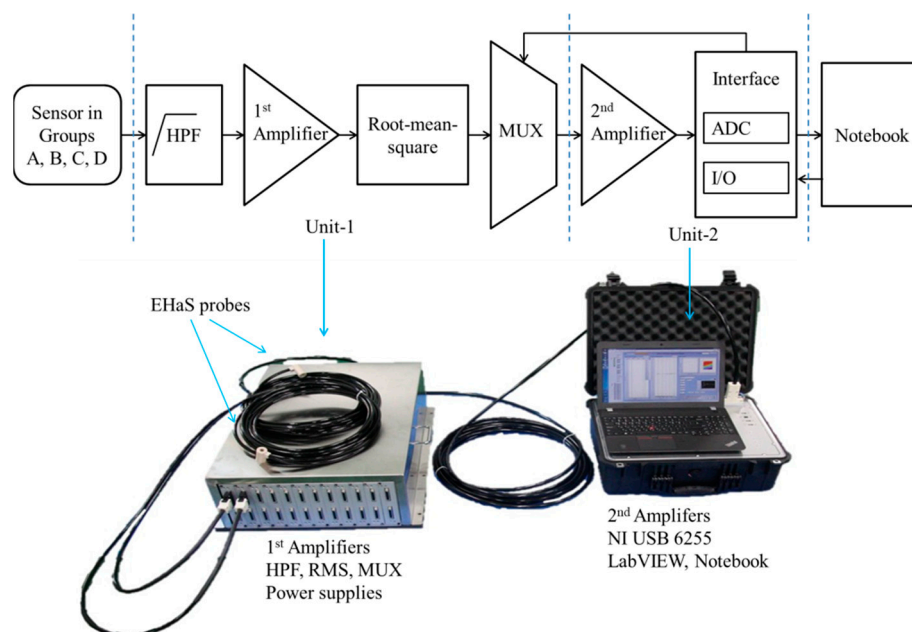 Sensor in
Groups
A, B, C, D
HPF
1st
Amplifier
Root-mean-
square
MUX
2nd
Amplifier
Interface
ADC
I/O
Notebook
Unit-1
Unit-2
EHaS probes
1st Amplifiers
HPF, RMS, MUX
Power supplies
2nd Amplifers
NI USB 6255
LabVIEW, Notebook